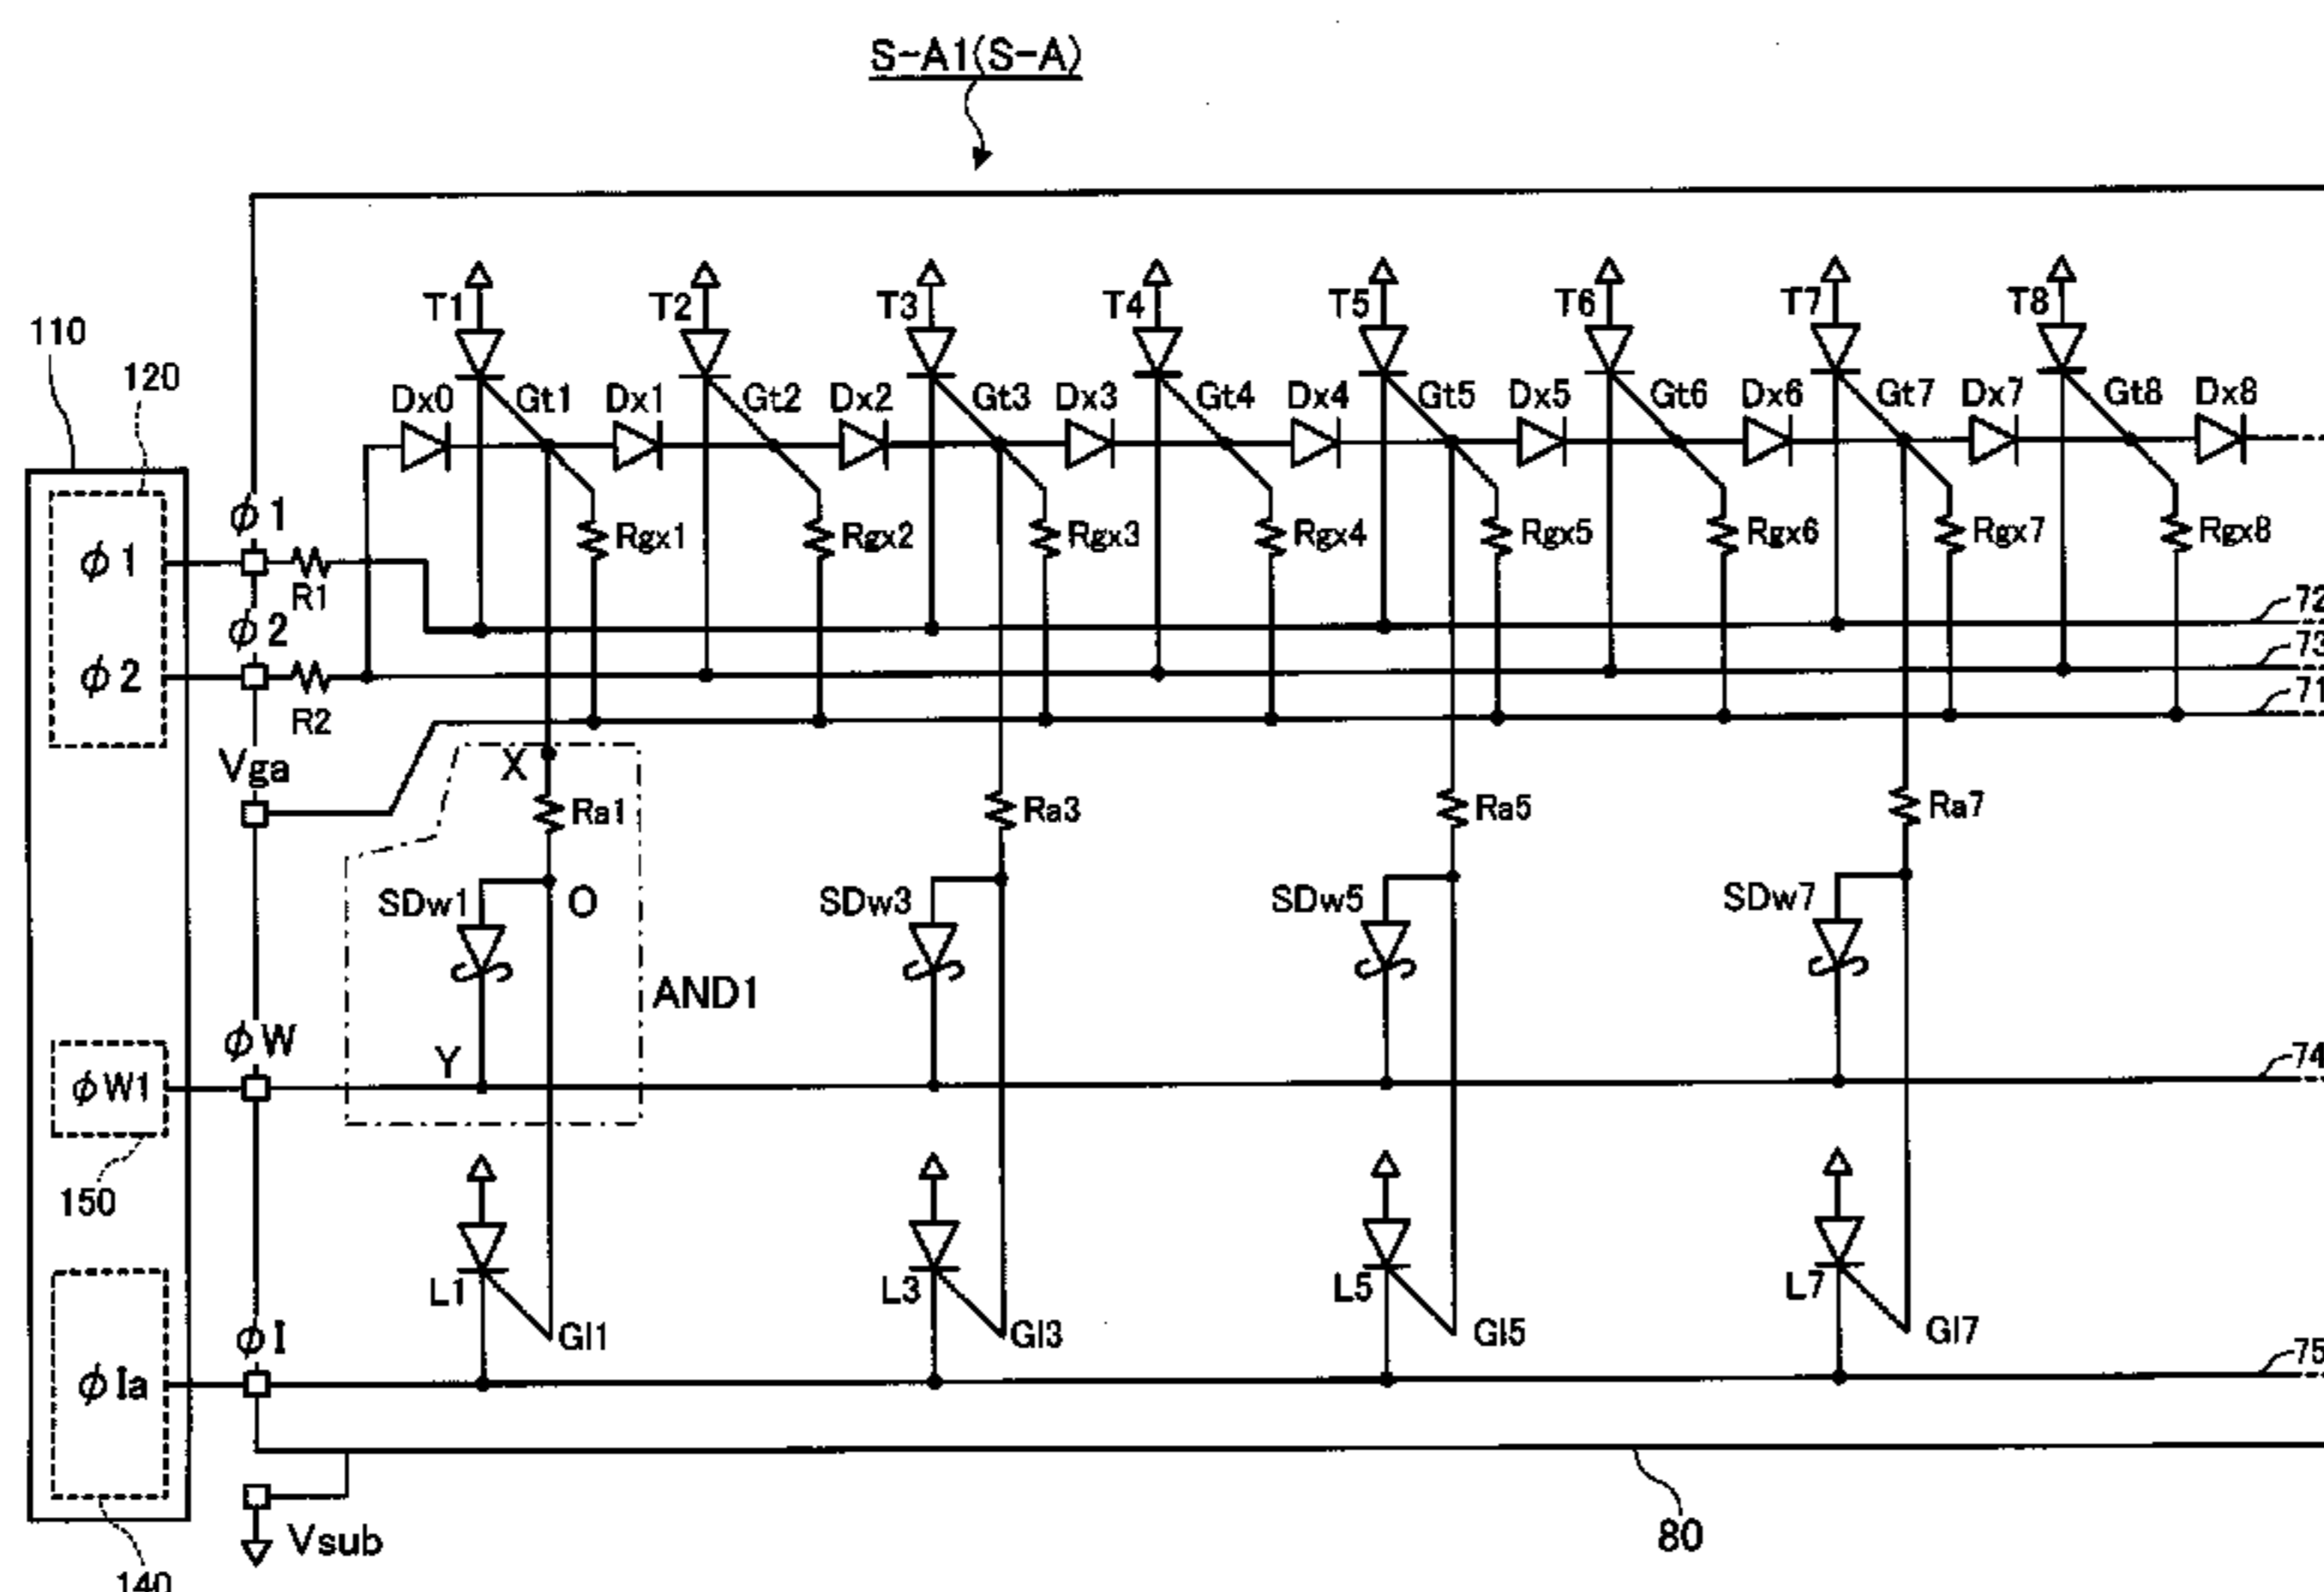 S-A1(S-A)
110
120
T1 T2 T3 T4 T5 T6 T7 T8
Dx0 Gt1 Dx1 Gt2 Dx2 Gt3 Dx3 Gt4 Dx4 Gt5 Dx5 Gt6 Dx6 Gt7 Dx7 Gt8 Dx8
ϕ1
ϕ1
R1
Rgx1 Rgx2 Rgx3 Rgx4 Rgx5 Rgx6 Rgx7 Rgx8
72
ϕ2
ϕ2
R2
73
71
Vga
X
Ra1 Ra3 Ra5 Ra7
SDw1 O SDw3 SDw5 SDw7
AND1
ϕW
Y
ϕW1
74
150
L1 L3 L5 L7
Gl1 Gl3 Gl5 Gl7
ϕI
ϕIa
75
Vsub
80
140